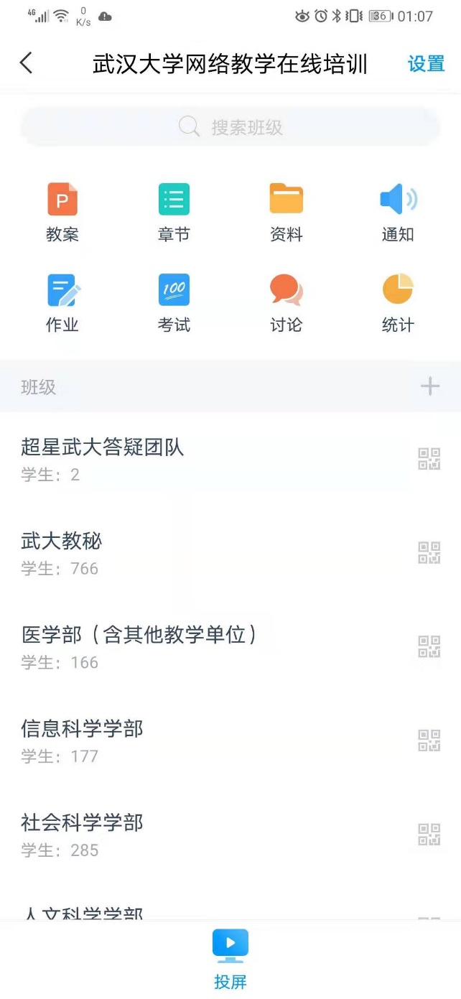 4G 0 K/s 36 01:07
武汉大学网络教学在线培训 设置
搜索班级
P
教案 章节 资料 通知
100
作业 考试 讨论 统计
班级
超星武大答疑团队
学生：2
武大教秘
学生：766
医学部（含其他教学单位）
学生：166
信息科学学部
学生：177
社会科学学部
学生：285
人文科学学部
投屏